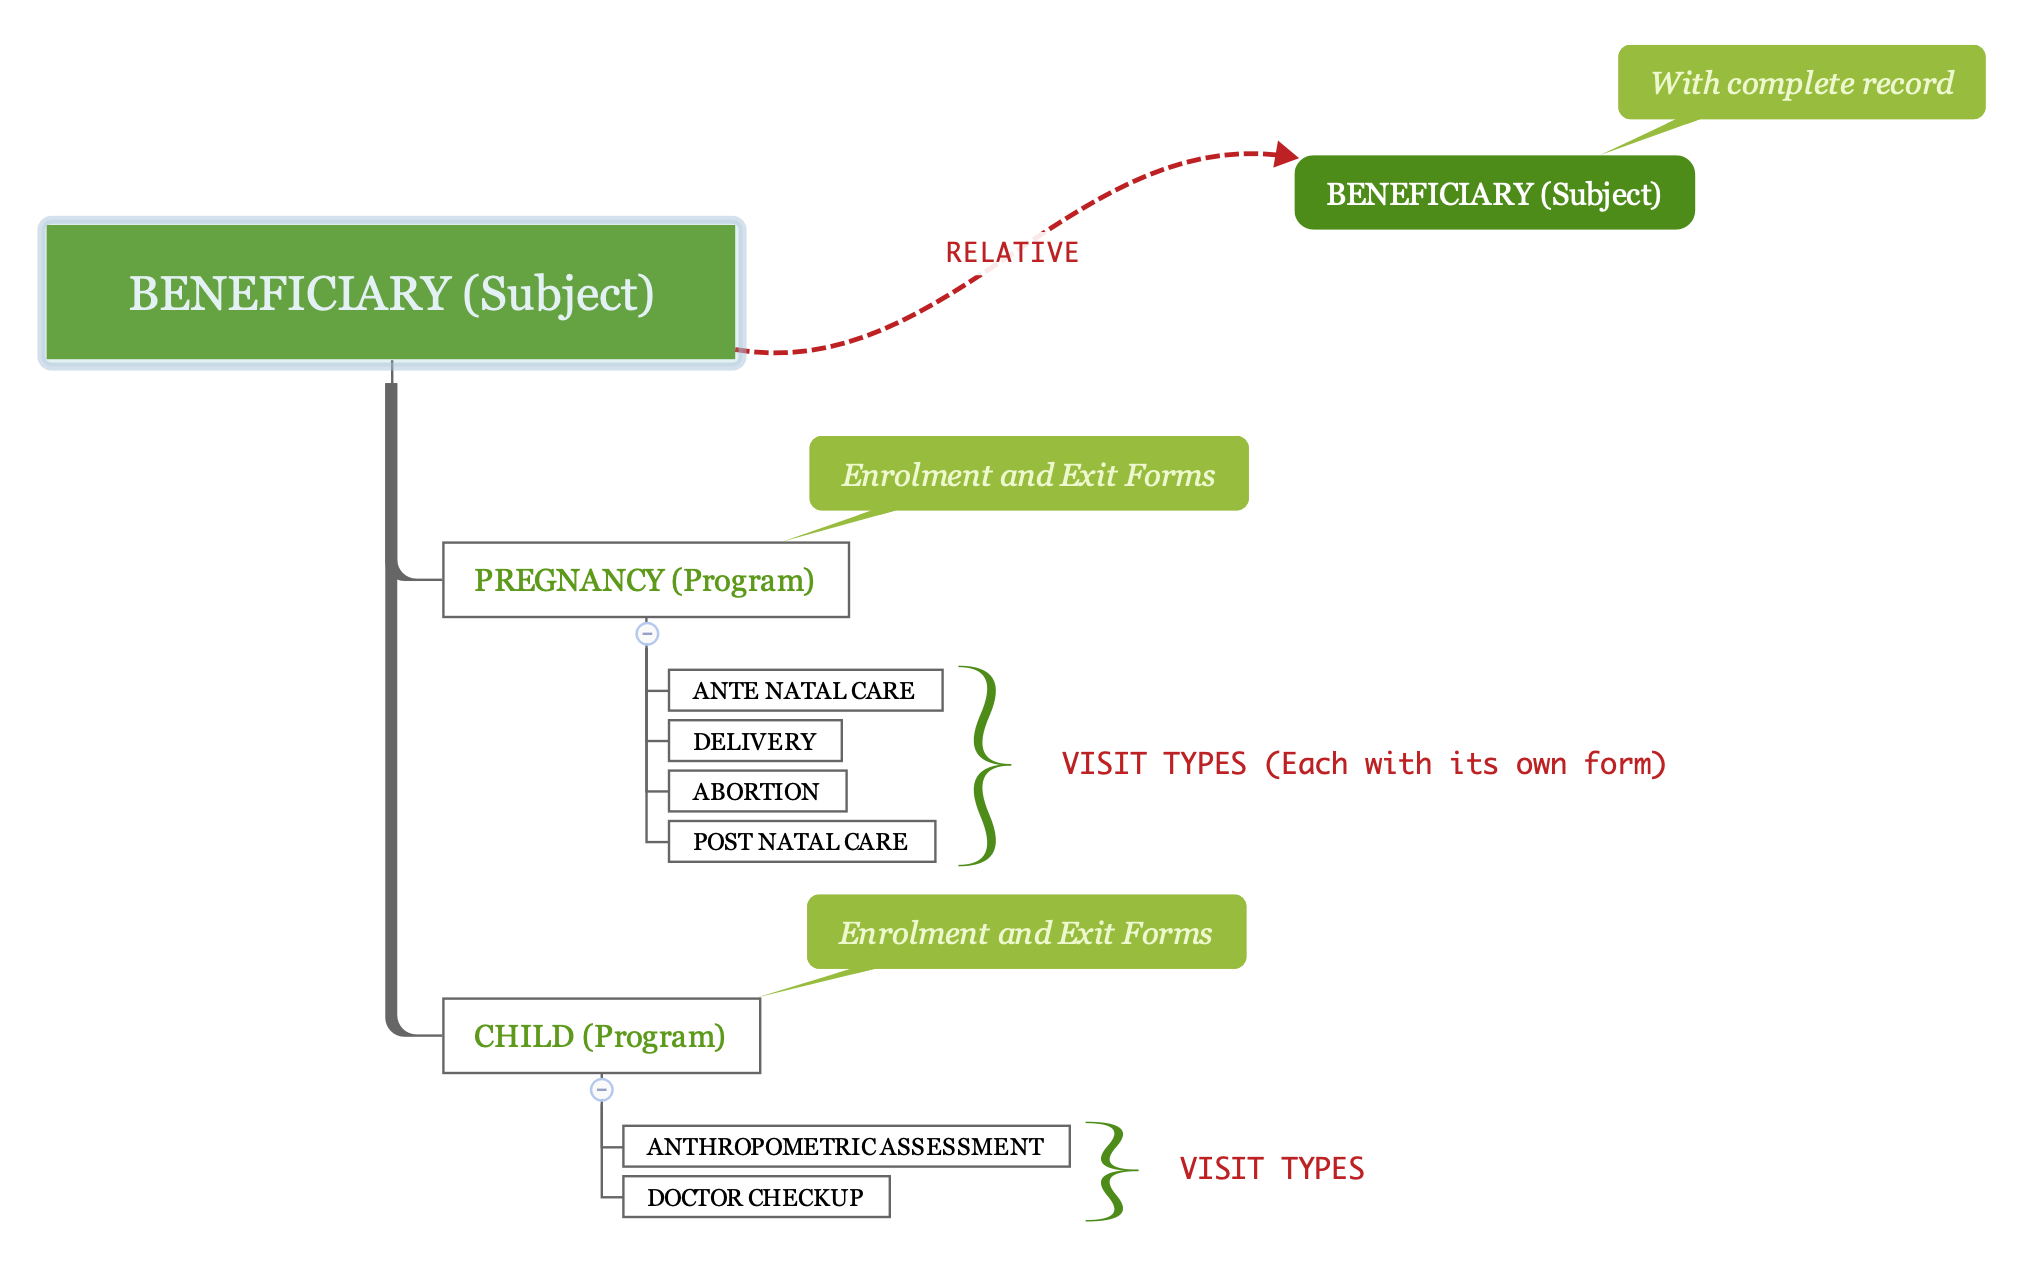 With complete record
BENEFICIARY (Subject)
RELATIVE
BENEFICIARY (Subject)
Enrolment and Exit Forms
PREGNANCY (Program)
ANTE NATAL CARE
DELIVERY
ABORTION
POST NATAL CARE
VISIT TYPES (Each with its own form)
Enrolment and Exit Forms
CHILD (Program)
ANTHROPOMETRIC ASSESSMENT
DOCTOR CHECKUP
VISIT TYPES